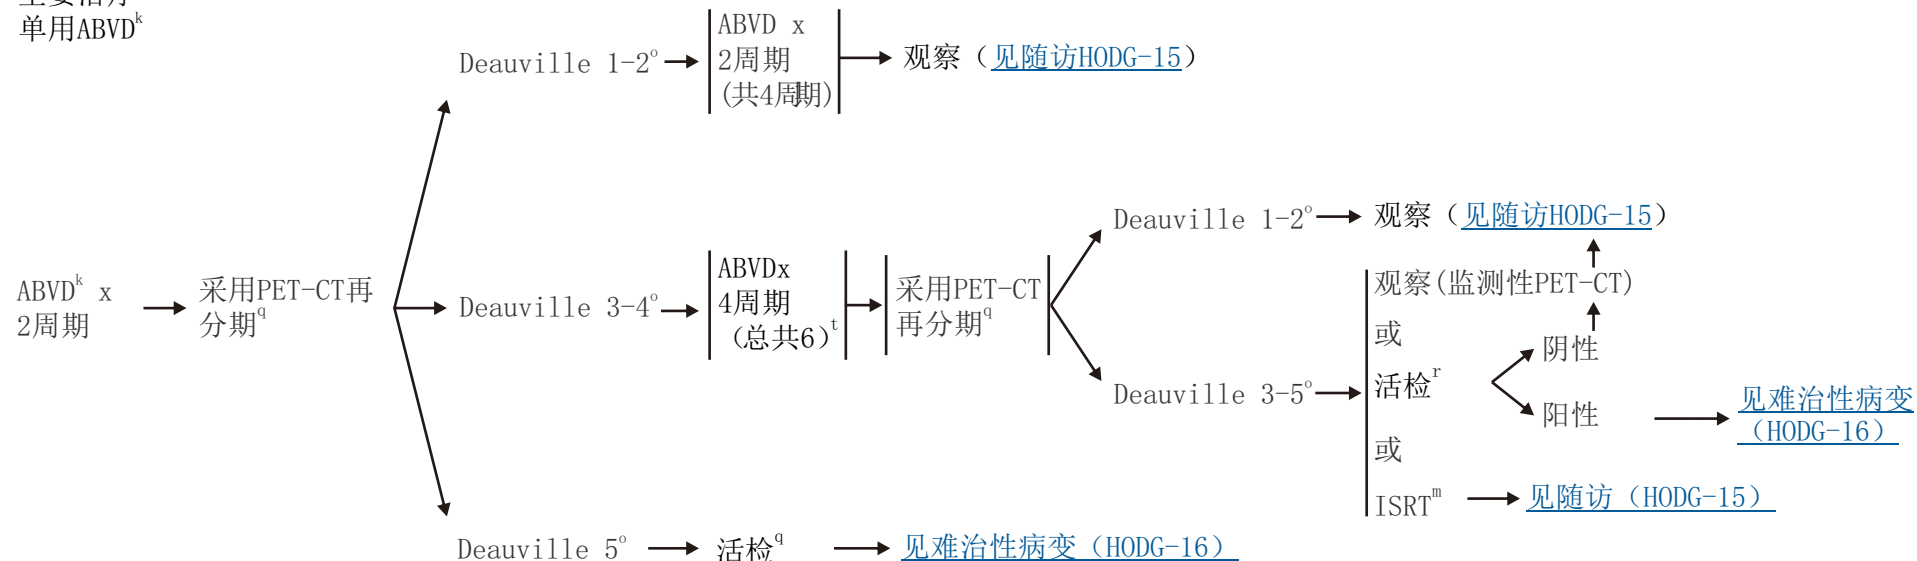 单用ABVDk
Deauville 1-2o
ABVD x
2周期
(共4周期)
观察（见随访HODG-15）
ABVDk x
2周期
采用PET-CT再
分期q
Deauville 3-4o
ABVDx
4周期
（总共6）t
采用PET-CT
再分期q
Deauville 1-2o
观察（见随访HODG-15）
Deauville 3-5o
观察(监测性PET-CT)
或
活检r
阴性
阳性
见难治性病变
（HODG-16）
或
ISRTm
见随访（HODG-15）
Deauville 5o
活检q
见难治性病变（HODG-16）